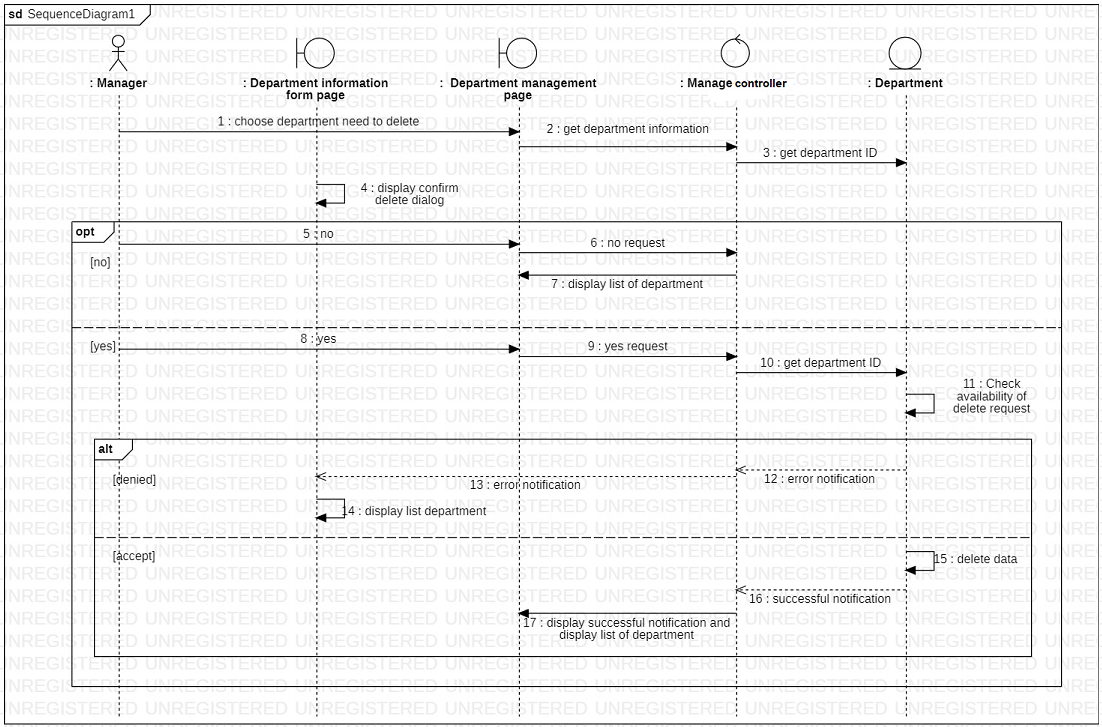 sd SequenceDiagram1
: Manager
: Department information
form page
: Department management
page
: Manage controller
: Department
1 : choose department need to delete
2 : get department information
3 : get department ID
4 : display confirm
delete dialog
opt
5 : no
6 : no request
[no]
7 : display list of department
8 : yes
[yes]
9 : yes request
10 : get department ID
11 : Check
availability of
delete request
alt
[denied]
12 : error notification
13 : error notification
14 : display list department
[accept]
15 : delete data
16 : successful notification
17 : display successful notification and
display list of department
UNREGISTERED